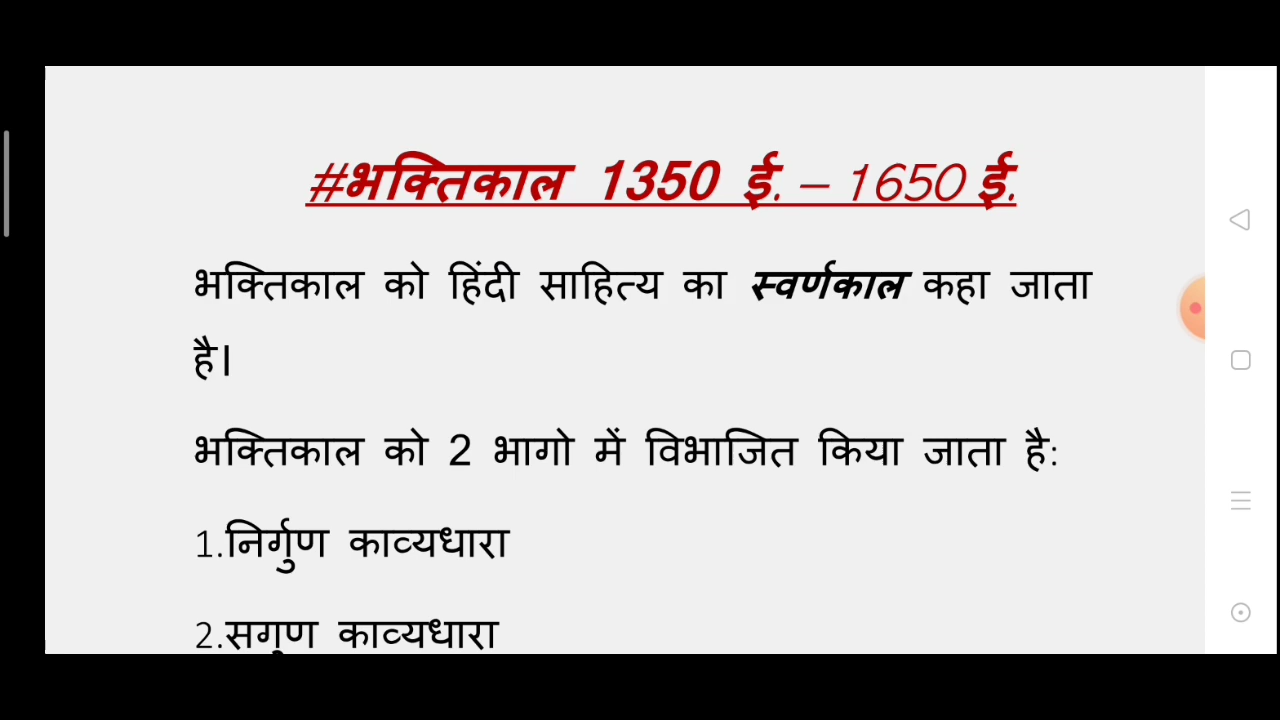 #भक्तिकाल 1350 ई. – 1650 ई.
भक्तिकाल को हिंदी साहित्य का स्वर्णकाल कहा जाता
है।
भक्तिकाल को 2 भागो में विभाजित किया जाता है:
1.निर्गुण काव्यधारा
2.सगुण काव्यधारा